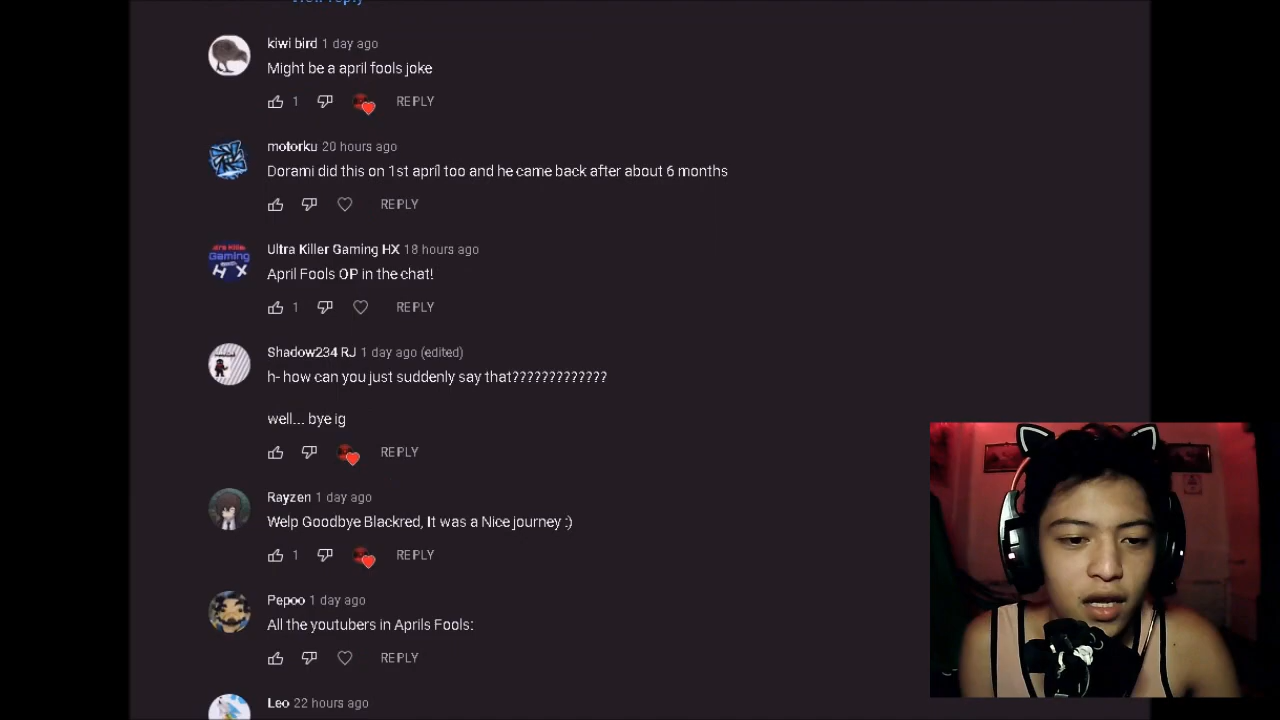 kiwi bird 1 day ago
Might be a april fools joke
1 REPLY
motorku 20 hours ago
Dorami did this on 1st april too and he came back after about 6 months
REPLY
Ultra Killer Gaming HX 18 hours ago
April Fools OP in the chat!
1 REPLY
Shadow234 RJ 1 day ago (edited)
h- how can you just suddenly say that?????????????
well... bye ig
REPLY
Rayzen 1 day ago
Welp Goodbye Blackred, It was a Nice journey :)
1 REPLY
Pepoo 1 day ago
All the youtubers in Aprils Fools:
REPLY
Leo 22 hours ago